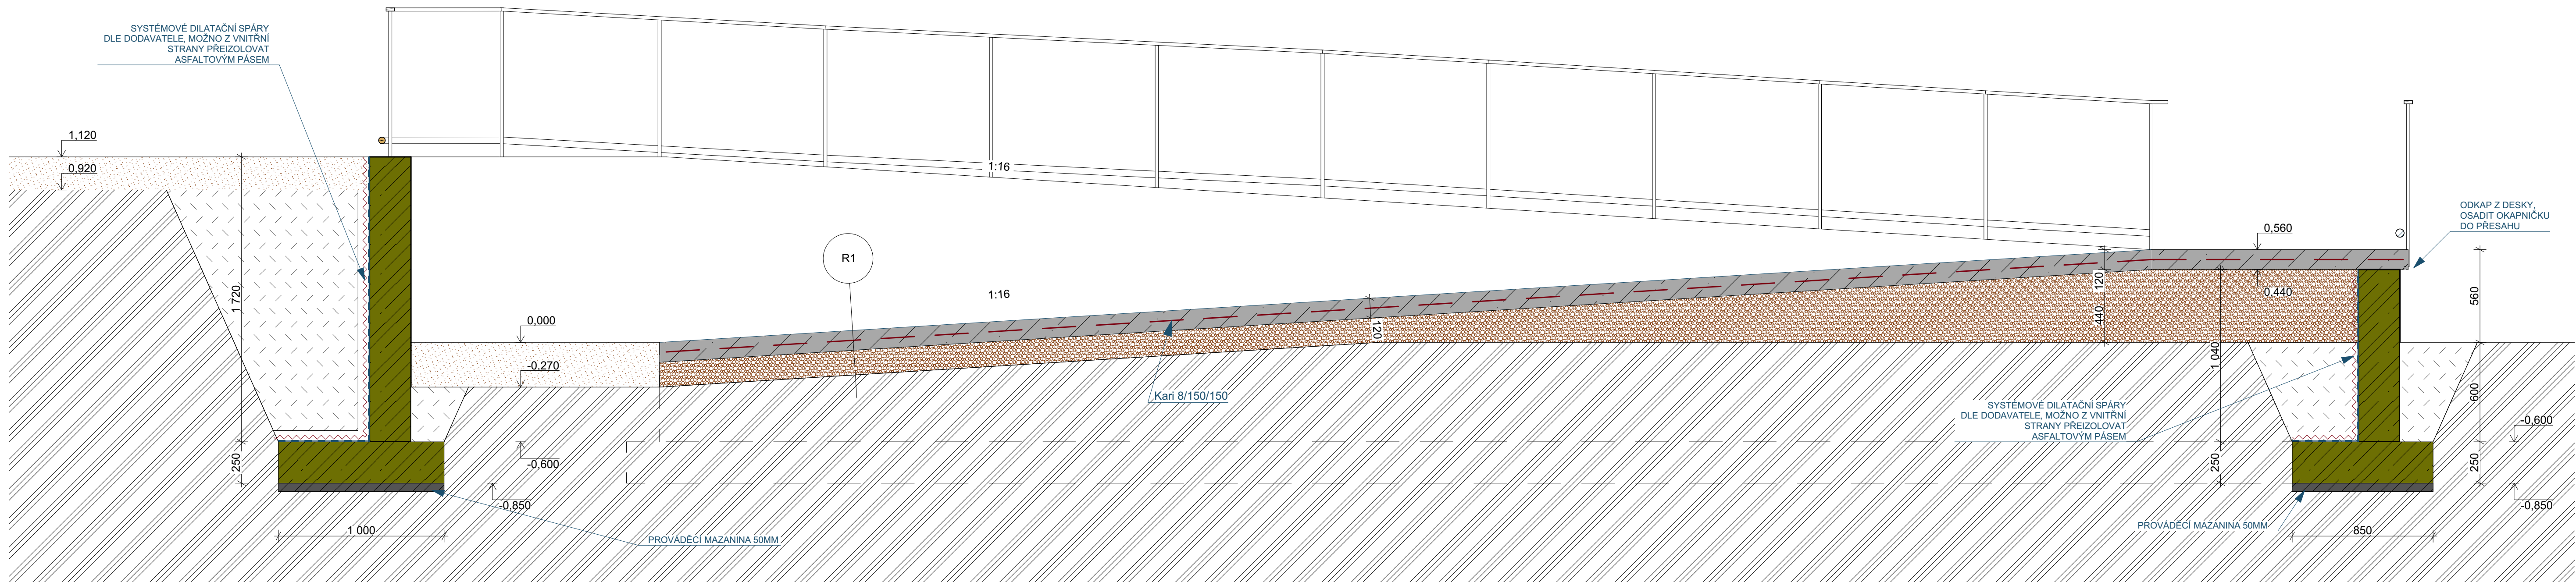 SYSTÉMOVÉ DILATAČNÍ SPÁRY
DLE DODAVATELE, MOŽNO Z VNITŘNÍ
STRANY PŘEIZOLOVAT
ASFALTOVÝM PÁSEM
1,120
0,920
1 720
250
1 000
0,000
-0,270
-0,600
-0,850
PROVÁDĚCÍ MAZANINA 50MM
R1
1:16
1:16
Kari 8/150/150
120
120
440
0,560
0,440
1 040
250
SYSTÉMOVÉ DILATAČNÍ SPÁRY
DLE DODAVATELE, MOŽNO Z VNITŘNÍ
STRANY PŘEIZOLOVAT
ASFALTOVÝM PÁSEM
PROVÁDĚCÍ MAZANINA 50MM
850
ODKAP Z DESKY,
OSADIT OKAPNIČKU
DO PŘESAHU
560
600
250
-0,600
-0,850